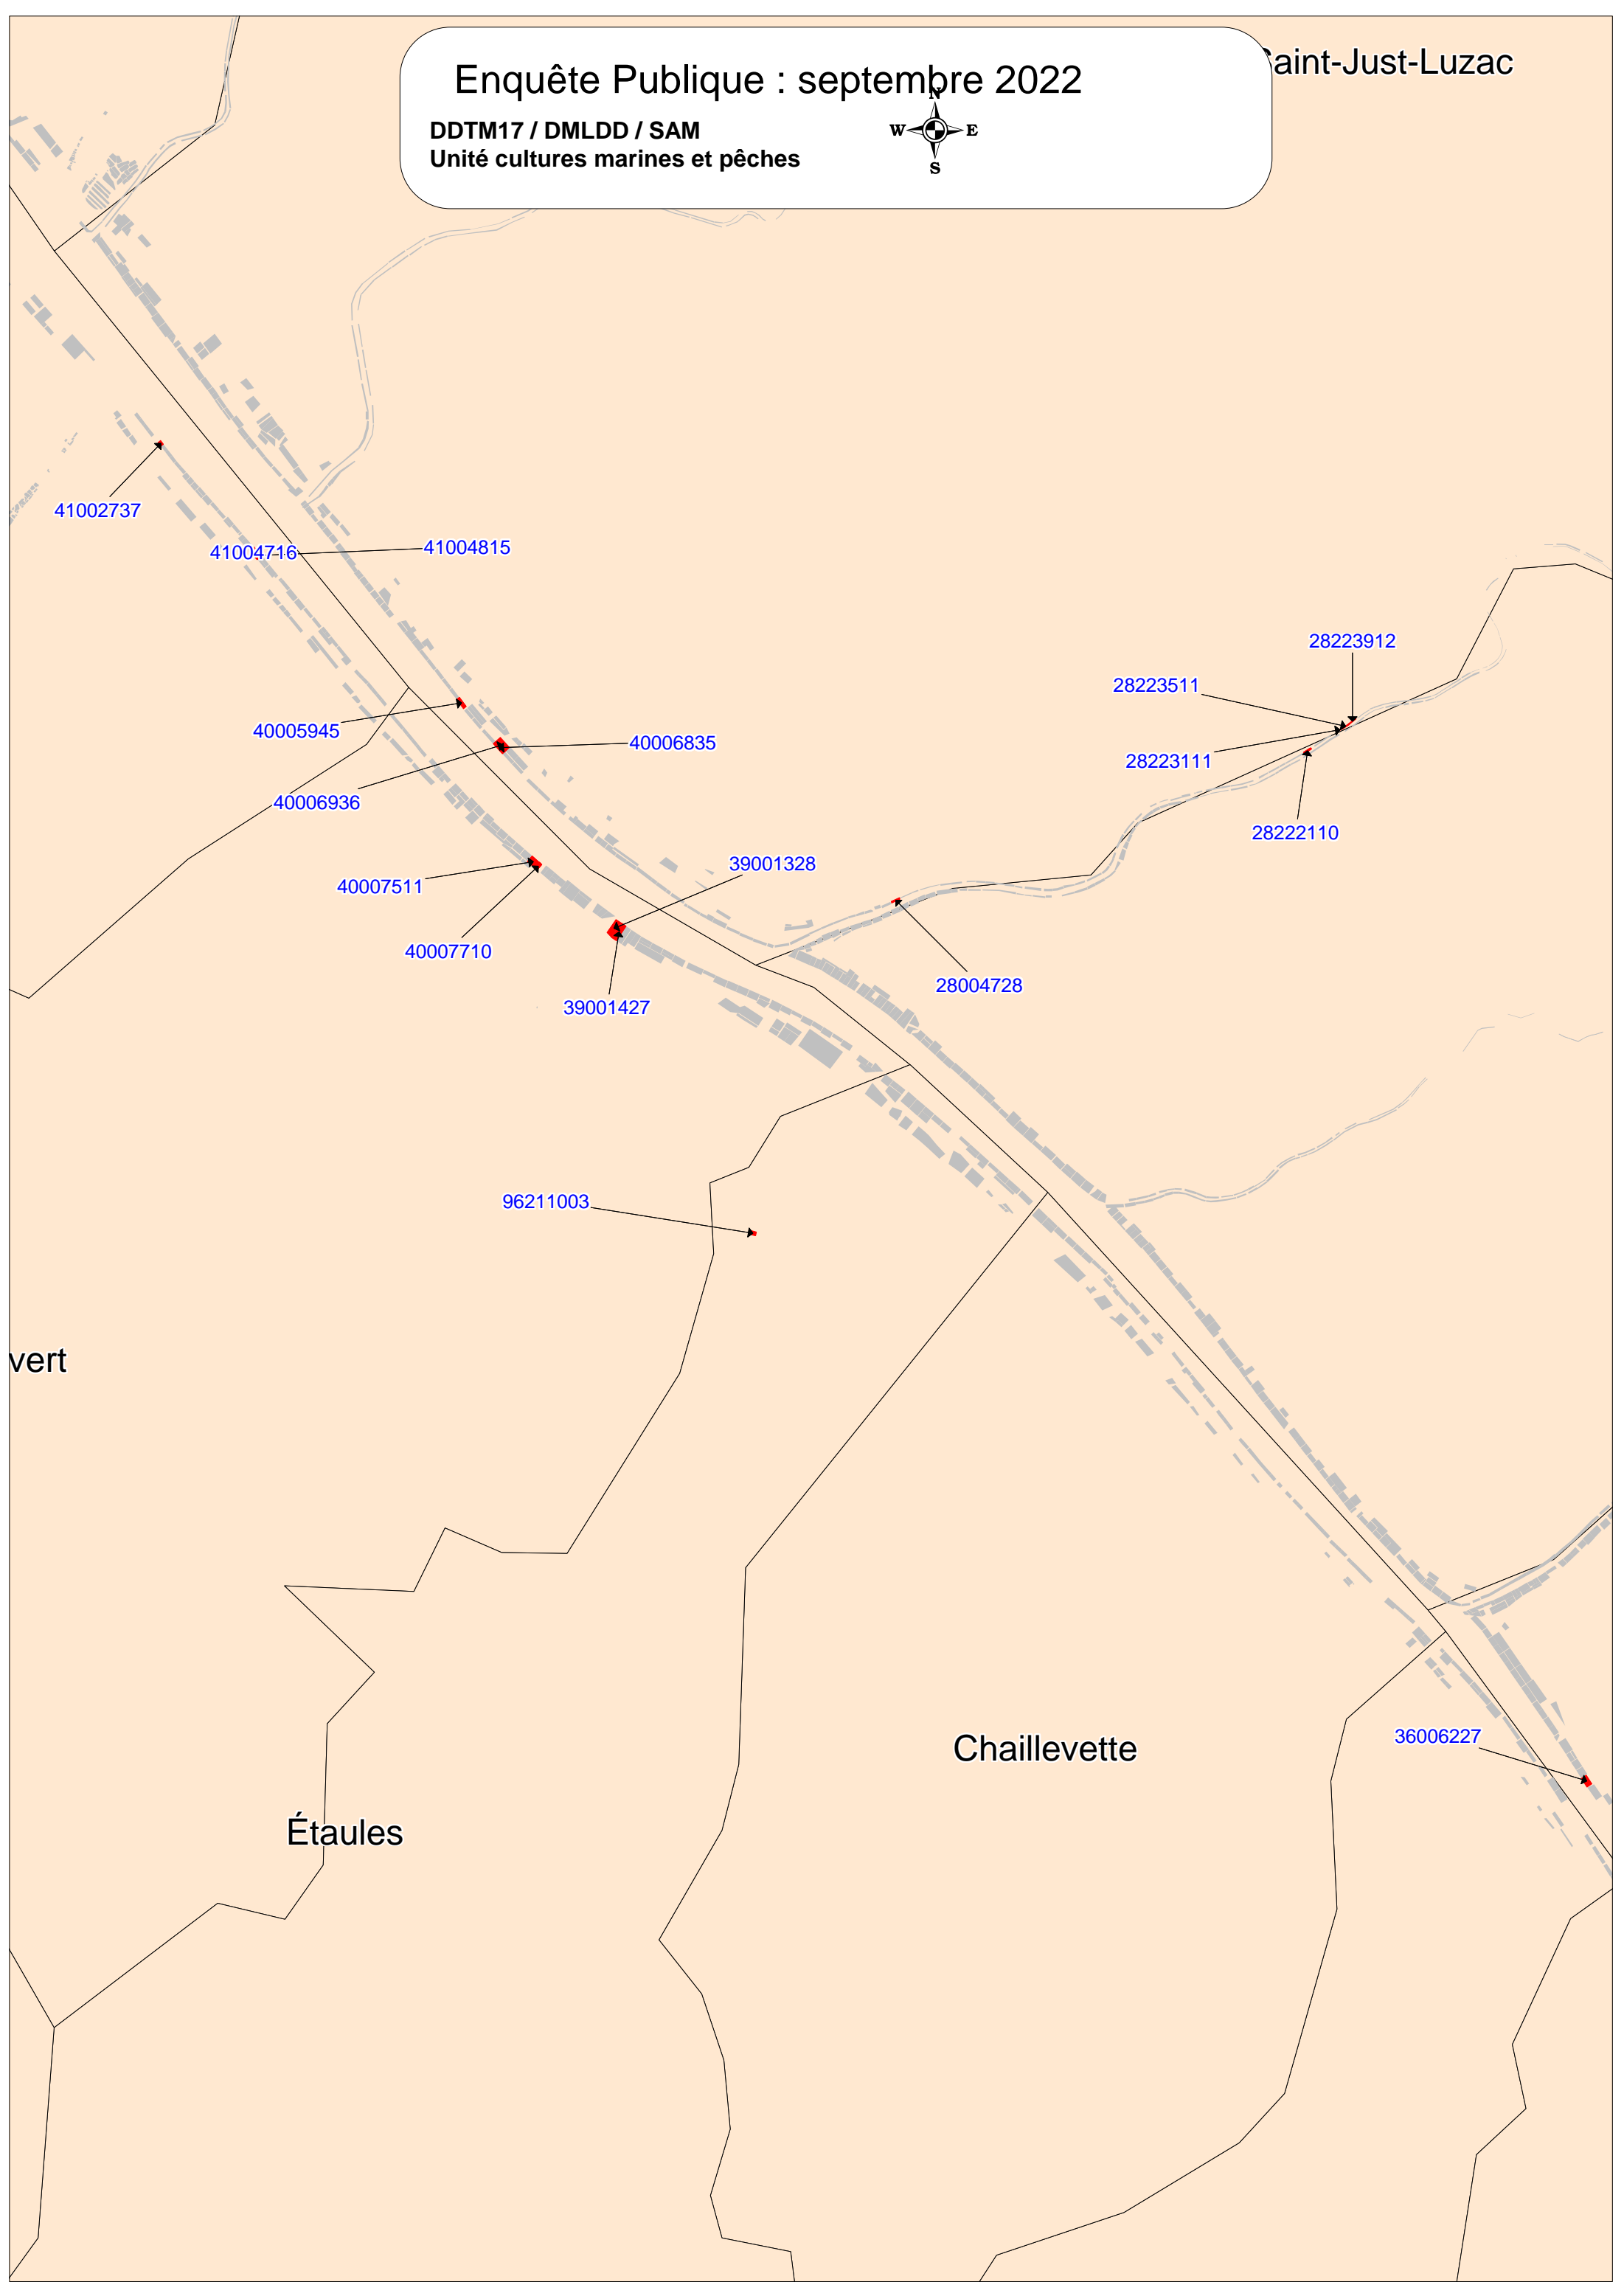 Enquête Publique : septembre 2022
N
W E
S
DDTM17 / DMLDD / SAM
Unité cultures marines et pêches
aint-Just-Luzac
41002737
41004716
41004815
28223912
28223511
40005945
40006835
28223111
40006936
28222110
39001328
40007511
40007710
28004728
39001427
96211003
vert
36006227
Chaillevette
Étaules